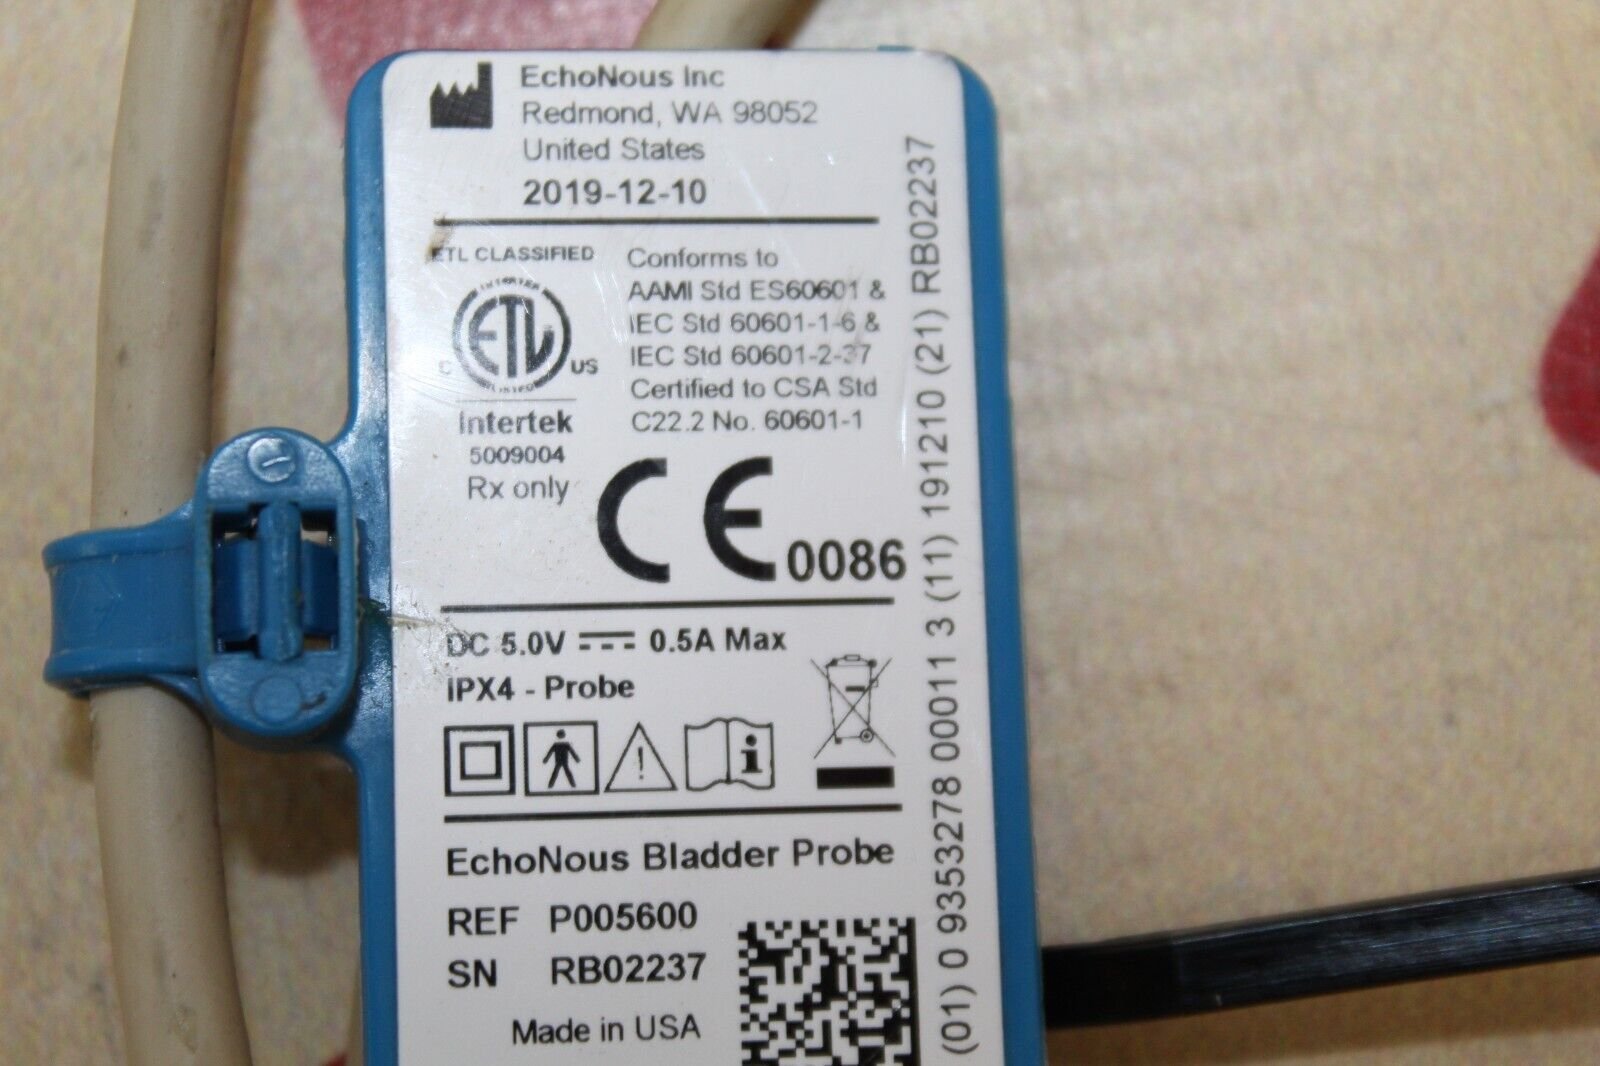 EchoNous Inc
Redmond, WA 98052
United States
2019-12-10
ETL CLASSIFIED
INTERTEK
ETL
LISTED
C
US
Intertek
5009004
Rx only
Conforms to
AAMI Std ES60601 &
IEC Std 60601-1-6 &
IEC Std 60601-2-37
Certified to CSA Std
C22.2 No. 60601-1
CE 0086
DC 5.0V 0.5A Max
IPX4 - Probe
EchoNous Bladder Probe
REF P005600
SN RB02237
Made in USA
(01) 0 9353278 00011 3 (11) 191210 (21) RB02237